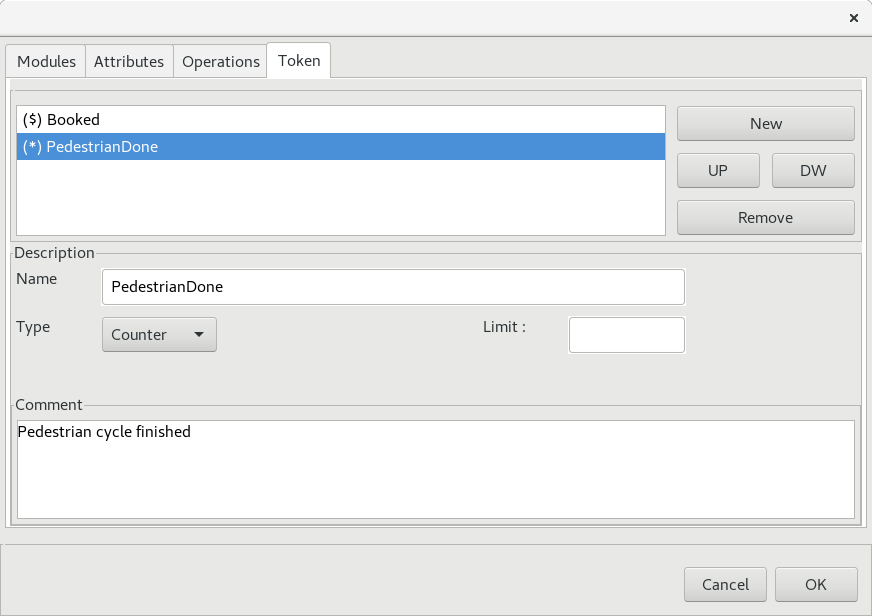 ×
Modules Attributes Operations Token
($) Booked
(*) PedestrianDone
New
UP DW
Remove
Description
Name PedestrianDone
Type Counter Limit :
Comment
Pedestrian cycle finished
Cancel OK